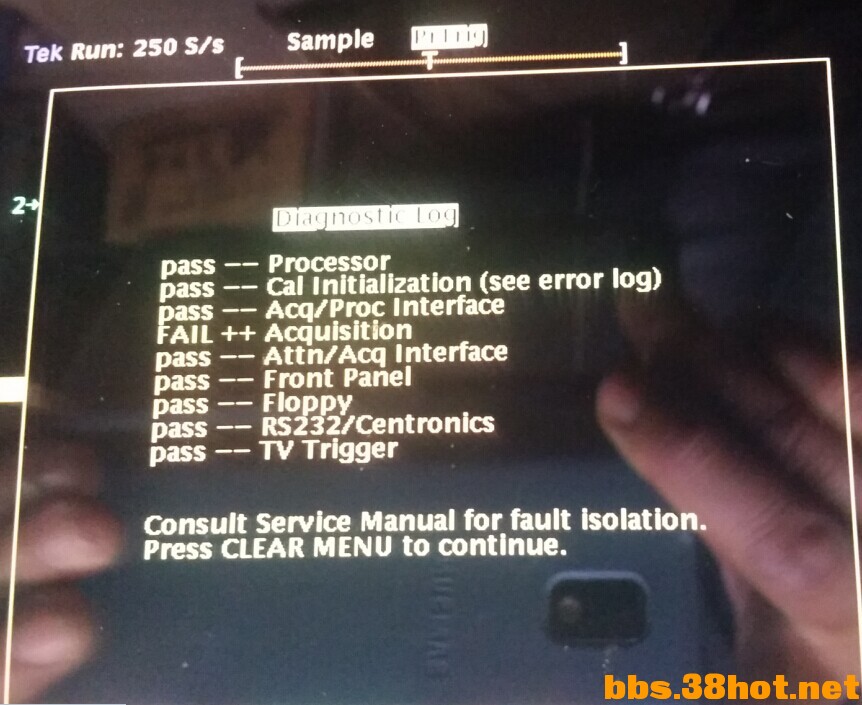 Tek Run: 250 S/s Sample PrTrig
T
2→
Diagnostic Log
pass -- Processor
pass -- Cal Initialization (see error log)
pass -- Acq/Proc Interface
FAIL ++ Acquisition
pass -- Attn/Acq Interface
pass -- Front Panel
pass -- Floppy
pass -- RS232/Centronics
pass -- TV Trigger
Consult Service Manual for fault isolation.
Press CLEAR MENU to continue.
bbs.38hot.net